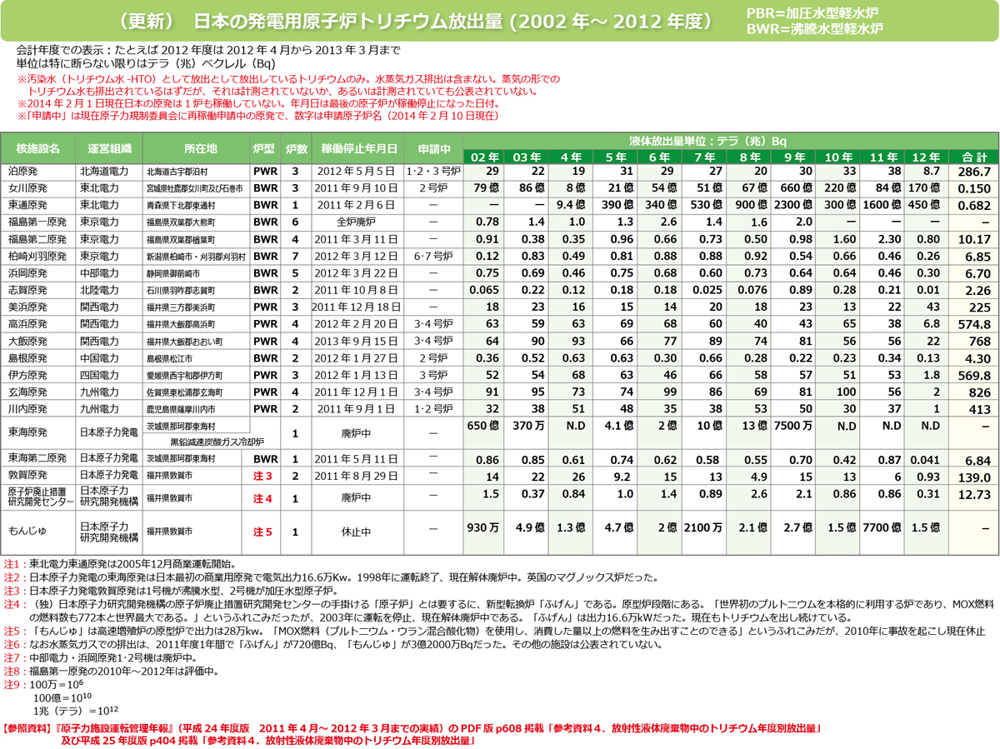 （更新） 日本の発電用原子炉トリチウム放出量 (2002 年～ 2012 年度）
PBR=加圧水型軽水炉
BWR=沸騰水型軽水炉
会計年度での表示：たとえば 2012 年度は 2012 年 4 月から 2013 年 3 月まで
単位は特に断らない限りはテラ（兆）ベクレル（Bq)
※汚染水（トリチウム水 -HTO）として放出として放出しているトリチウムのみ。水蒸気ガス排出は含まない。蒸気の形での
トリチウム水も排出されているはずだが、それは計測されていないか、あるいは計測されていても公表されていない。
※2014 年 2 月 1 日現在日本の原発は 1 炉も稼働していない。年月日は最後の原子炉が稼働停止になった日付。
※「申請中」は現在原子力規制委員会に再稼働申請中の原発で、数字は申請原子炉名（2014 年 2 月 10 日現在）
核施設名 運営組織 所在地 炉型 炉数 稼働停止年月日 申請中 液体放出量単位：テラ（兆）Bq
02 年 03 年 4 年 5 年 6 年 7 年 8 年 9 年 10 年 11 年 12 年 合 計
泊原発 北海道電力 北海道古宇郡泊村 PWR 3 2012 年 5 月 5 日 1・2・3 号炉 29 22 19 31 29 27 20 30 33 38 8.7 286.7
女川原発 東北電力 宮城県牡鹿郡女川町及び石巻市 BWR 3 2011 年 9 月 10 日 2 号炉 79 億 86 億 8 億 21 億 54 億 51 億 67 億 660 億 220 億 84 億 170 億 0.150
東通原発 東北電力 青森県下北郡東通村 BWR 1 2011 年 2 月 6 日 － － － 9.4 億 390 億 340 億 530 億 900 億 2300 億 300 億 1600 億 450 億 0.682
福島第一原発 東京電力 福島県双葉郡大熊町 BWR 6 全炉廃炉 － 0.78 1.4 1.0 1.3 2.6 1.4 1.6 2.0 － － － －
福島第二原発 東京電力 福島県双葉郡楢葉町 BWR 4 2011 年 3 月 11 日 － 0.91 0.38 0.35 0.96 0.66 0.73 0.50 0.98 1.60 2.30 0.80 10.17
柏崎刈羽原発 東京電力 新潟県柏崎市・刈羽郡刈羽村 BWR 7 2012 年 3 月 12 日 6・7 号炉 0.12 0.83 0.46 0.81 0.88 0.88 0.92 0.54 0.66 0.46 0.26 6.85
浜岡原発 中部電力 静岡県御前崎市 BWR 5 2012 年 3 月 22 日 － 0.75 0.69 0.49 0.75 0.68 0.60 0.73 0.64 0.64 0.46 0.30 6.70
志賀原発 北陸電力 石川県羽咋郡志賀町 BWR 2 2011 年 10 月 8 日 － 0.065 0.22 0.12 0.18 0.18 0.025 0.076 0.89 0.28 0.21 0.01 2.26
美浜原発 関西電力 福井県三方郡美浜町 PWR 3 2011 年 12 月 18 日 － 18 23 16 15 14 20 18 23 13 22 43 225
高浜原発 関西電力 福井県大飯郡高浜町 PWR 4 2012 年 2 月 20 日 3・4 号炉 63 59 63 69 68 60 40 43 65 38 6.8 574.8
大飯原発 関西電力 福井県大飯郡おおい町 PWR 4 2013 年 9 月 15 日 3・4 号炉 64 90 93 66 77 89 74 81 56 56 22 768
島根原発 中国電力 島根県松江市 BWR 2 2012 年 1 月 27 日 2 号炉 0.36 0.52 0.63 0.63 0.30 0.66 0.28 0.22 0.23 0.34 0.13 4.30
伊方原発 四国電力 愛媛県西宇和郡伊方町 PWR 3 2012 年 1 月 13 日 3 号炉 52 54 68 63 46 66 58 57 51 53 1.8 569.8
玄海原発 九州電力 佐賀県東松浦郡玄海町 PWR 4 2011 年 12 月 1 日 3・4 号炉 91 95 73 74 99 86 69 81 100 56 2 826
川内原発 九州電力 鹿児島県薩摩川内市 PWR 2 2011 年 9 月 1 日 1・2 号炉 32 38 51 48 35 38 53 50 30 37 1 413
東海原発 日本原子力発電 茨城県那珂郡東海村 1 廃炉中 － 650 億 370 万 N.D 4.1 億 2 億 10 億 13 億 7500 万 N.D N.D N.D －
黒鉛減速炭酸ガス冷却炉
東海第二原発 日本原子力発電 茨城県那珂郡東海村 BWR 1 2011 年 5 月 11 日 － 0.86 0.85 0.61 0.74 0.62 0.58 0.55 0.70 0.42 0.87 0.041 6.84
敦賀原発 日本原子力発電 福井県敦賀市 注 3 2 2011 年 8 月 29 日 － 14 22 26 9.2 15 13 4.9 15 13 6 0.93 139.0
原子炉廃止措置
研究開発センター 日本原子力
研究開発機構 福井県敦賀市 注 4 1 廃炉中 － 1.5 0.37 0.84 1.0 1.4 0.89 2.6 2.1 0.86 0.86 0.31 12.73
もんじゅ 日本原子力
研究開発機構 福井県敦賀市 注 5 1 休止中 － 930 万 4.9 億 1.3 億 4.7 億 2 億 2100 万 2.1 億 2.7 億 1.5 億 7700 億 1.5 億 －
注1：東北電力東通原発は2005年12月商業運転開始。
注2：日本原子力発電の東海原発は日本最初の商業用原発で電気出力16.6万Kw。1998年に運転終了、現在解体廃炉中。英国のマグノックス炉だった。
注3：日本原子力発電敦賀原発は1号機が沸騰水型、2号機が加圧水型原子炉。
注4：（独）日本原子力研究開発機構の原子炉廃止措置研究開発センターの手掛ける「原子炉」とは要するに、新型転換炉「ふげん」である。原型炉段階にある。「世界初のプルトニウムを本格的に利用する炉であり、MOX燃料
の燃料数も772本と世界最大である。」というふれこみだったが、2003年に運転を停止、現在解体廃炉中である。「ふげん」は出力16.6万kWだった。現在もトリチウムを出し続けている。
注5：「もんじゅ」は高速増殖炉の原型炉で出力は28万kw。「MOX燃料（プルトニウム・ウラン混合酸化物）を使用し、消費した量以上の燃料を生み出すことのできる」というふれこみだが、2010年に事故を起こし現在休止
注6：なお水蒸気ガスでの排出は、2011年度1年間で「ふげん」が720億Bq、「もんじゅ」が3億2000万Bqだった。その他の施設は公表されていない。
注7：中部電力・浜岡原発1･2号機は廃炉中。
注8：福島第一原発の2010年～2012年は評価中。
注9：100万＝10⁶
100億＝10¹⁰
1兆（テラ）＝10¹²
【参照資料】『原子力施設運転管理年報』（平成 24 年度版 2011 年 4 月～ 2012 年 3 月までの実績）の PDF 版 p608 掲載「参考資料４．放射性液体廃棄物中のトリチウム年度別放出量」
及び平成 25 年度版 p404 掲載「参考資料４．放射性液体廃棄物中のトリチウム年度別放出量」